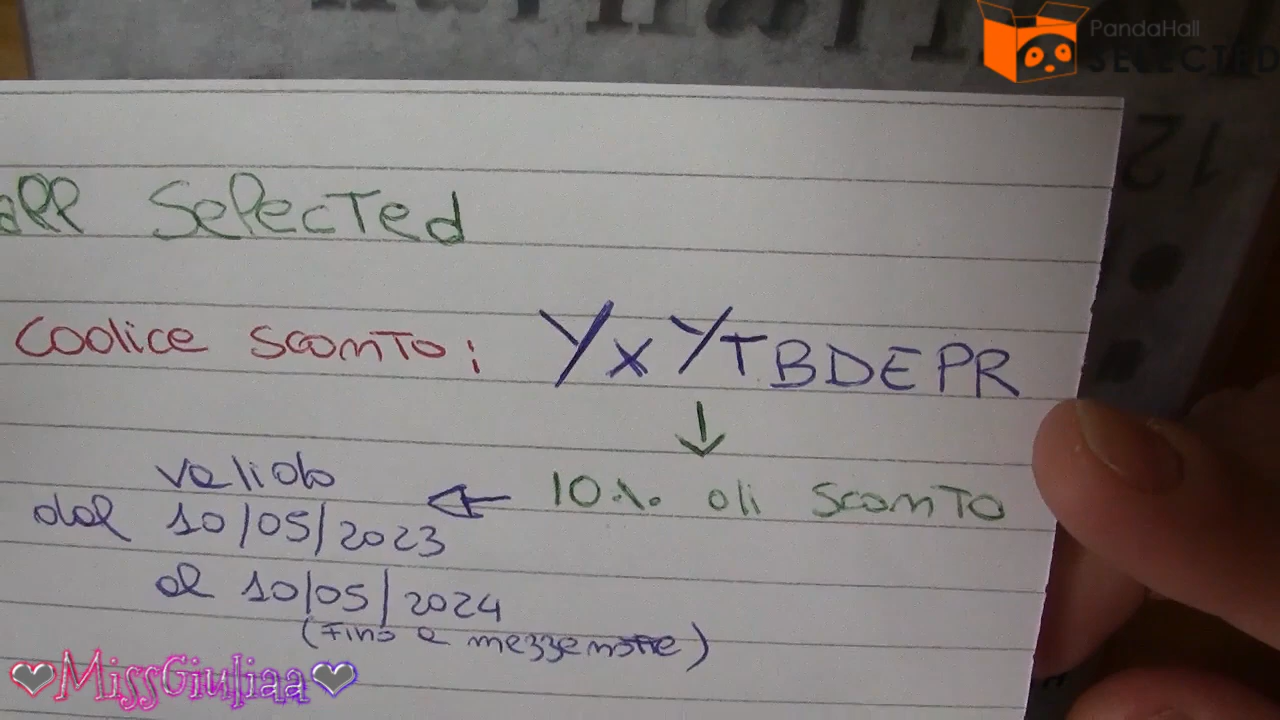 PandaHall
SELECTED
12
all Selected
Codice sconto: YxYTBDEPR
10% di sconto
valido
dal 10/05/2023
al 10/05/2024
(Fino a mezzanotte)
MissGiuliaa